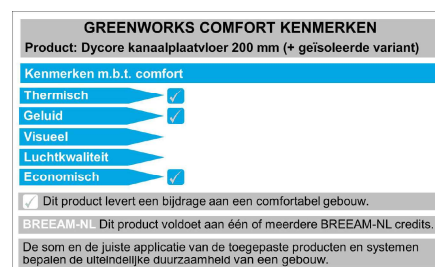 GREENWORKS COMFORT KENMERKEN
Product: Dycore kanaalplaatvloer 200 mm (+ geïsoleerde variant)
Kenmerken m.b.t. comfort
Thermisch
Geluid
Visueel
Luchtkwaliteit
Economisch
Dit product levert een bijdrage aan een comfortabel gebouw.
BREEAM-NL Dit product voldoet aan één of meerdere BREEAM-NL credits.
De som en de juiste applicatie van de toegepaste producten en systemen
bepalen de uiteindelijke duurzaamheid van een gebouw.